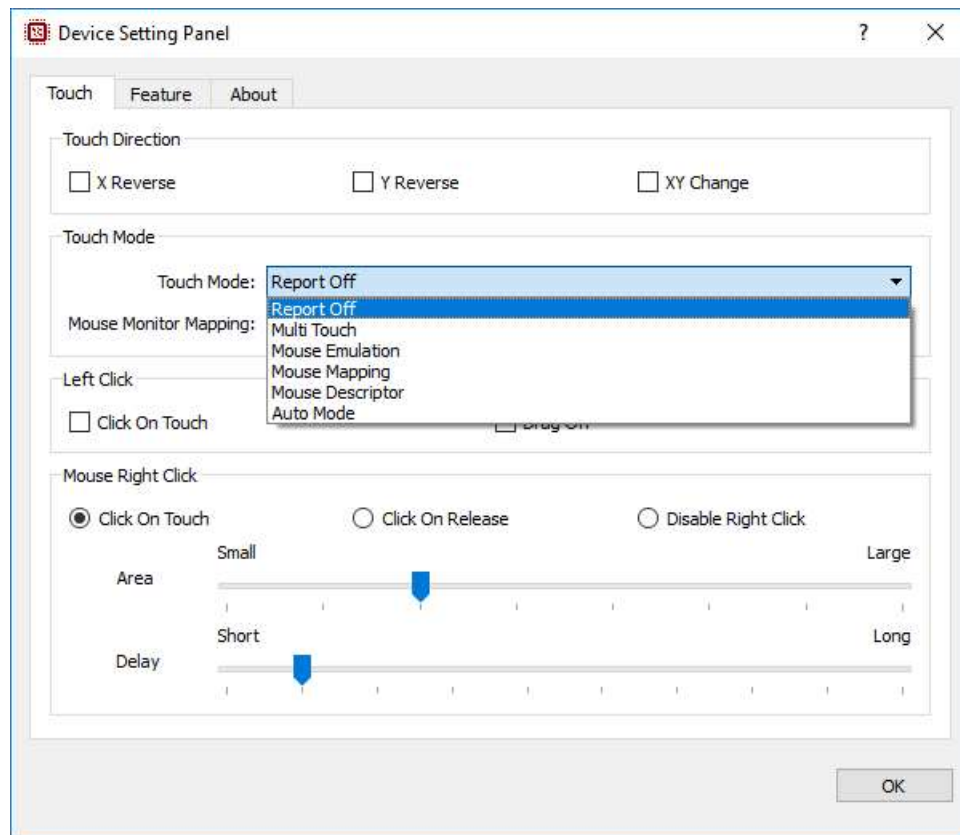 Device Setting Panel
Touch Feature About
Touch Direction
X Reverse Y Reverse XY Change
Touch Mode
Touch Mode: Report Off
Report Off
Mouse Monitor Mapping:
Multi Touch
Mouse Emulation
Mouse Mapping
Left Click
Mouse Descriptor
Auto Mode
Click On Touch
Mouse Right Click
Click On Touch Click On Release Disable Right Click
Small Large
Area
Short Long
Delay
OK